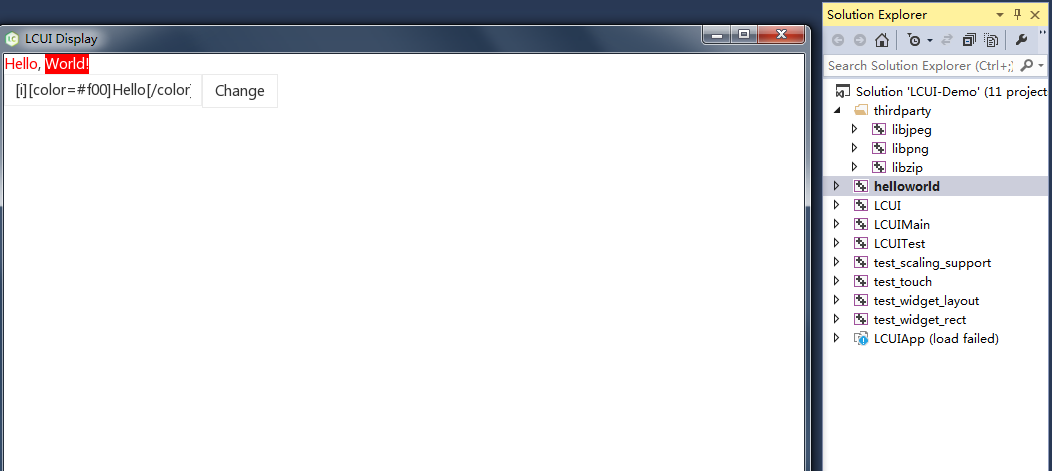 LCUI Display
Hello, World!
[i][color=#f00]Hello[/color]
Change
Solution Explorer
Search Solution Explorer (Ctrl+;)
Solution 'LCUI-Demo' (11 project
thirdparty
libjpeg
libpng
libzip
helloworld
LCUI
LCUIMain
LCUITest
test_scaling_support
test_touch
test_widget_layout
test_widget_rect
LCUIApp (load failed)